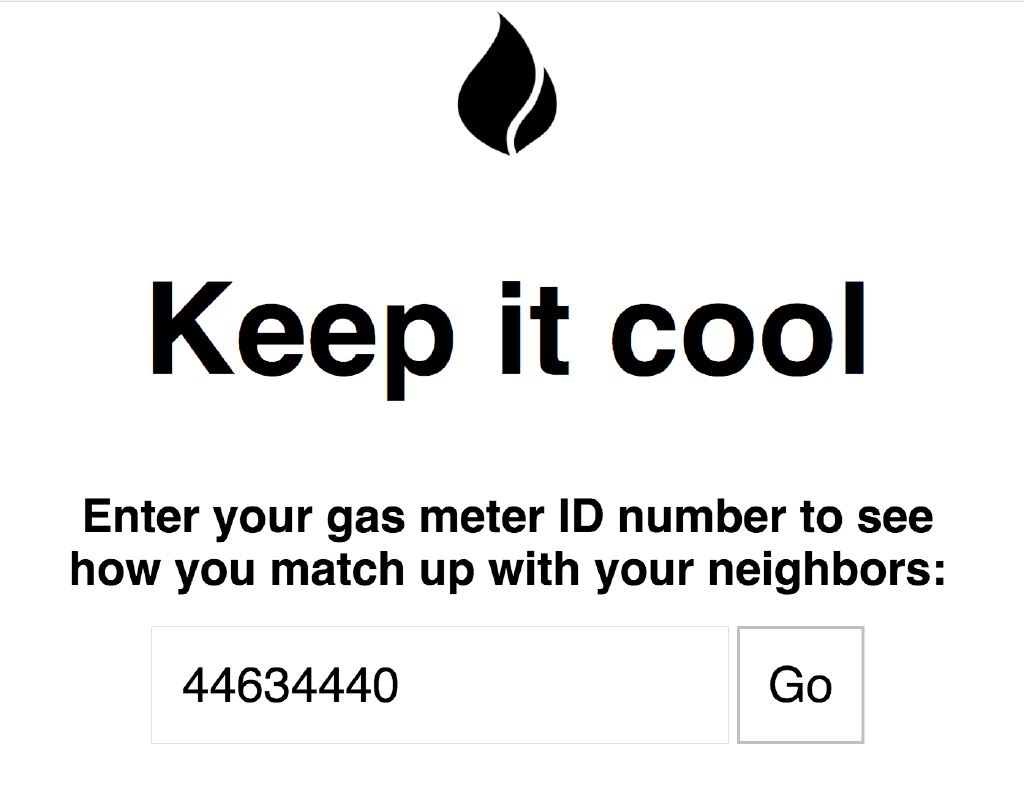 Keep it cool
Enter your gas meter ID number to see
how you match up with your neighbors:
44634440
Go